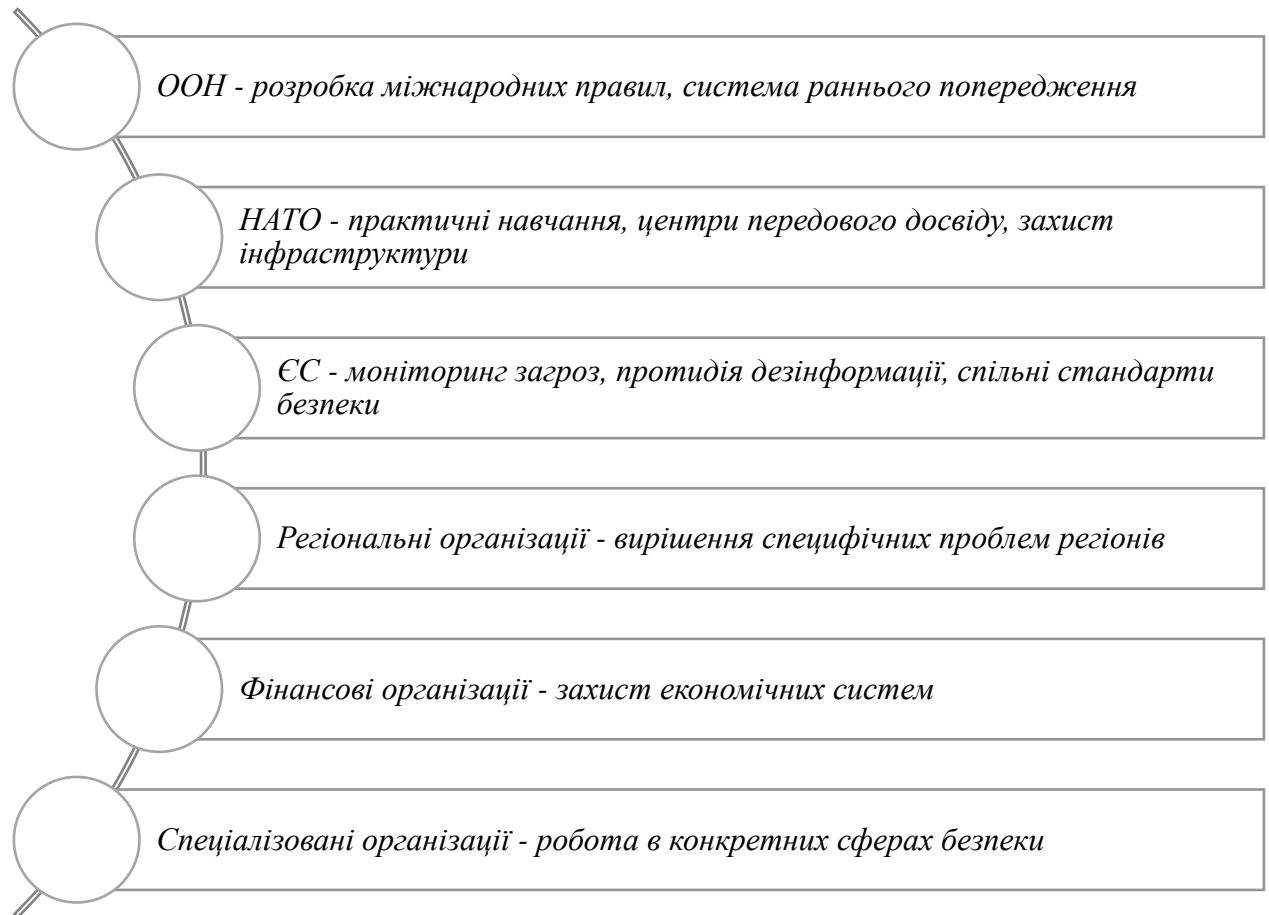 ООН - розробка міжнародних правил, система раннього попередження
НАТО - практичні навчання, центри передового досвіду, захист
інфраструктури
ЄС - моніторинг загроз, протидія дезінформації, спільні стандарти
безпеки
Регіональні організації - вирішення специфічних проблем регіонів
Фінансові організації - захист економічних систем
Спеціалізовані організації - робота в конкретних сферах безпеки